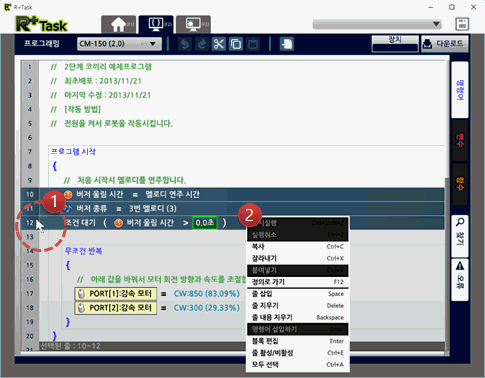 R+Task
R+Task
(F1)
(F2)
프로그래밍
CM-150 (2.0)
장치
다운로드
1 // 2단계 코끼리 예제프로그램
2 // 최초배포 : 2013/11/21
3 // 마지막 수정 : 2013/11/21
4 // [작동 방법]
5 // 전원을 켜서 로봇을 작동시킵니다.
6
7 프로그램 시작
8 {
9 // 처음 시작시 멜로디를 연주합니다.
10 버저 울림 시간 = 멜로디 연주 시간
11 버저 종류 = 3번 멜로디 (3)
12 조건 대기 ( 버저 울림 시간 > 0.0초 )
13
14 무조건 반복
15 {
16 // 아래 값을 바꿔서 모터 회전 방향과 속도를 조절합
17 PORT[1]:감속 모터 = CW:850 (83.09%)
18 PORT[2]:감속 모터 = CW:300 (29.33%)
19 }
20 }
21
선택된 줄 : 10~12
1
2
실행취소
복사 Ctrl+C
잘라내기 Ctrl+X
붙여넣기
정의로 가기 F12
줄 삽입 Space
줄 지우기 Delete
줄 내용 지우기 Backspace
명령어 삽입하기
블록 편집 Enter
줄 활성/비활성 Ctrl+E
모두 선택 Ctrl+A
명령어
변수
함수
찾기
오류